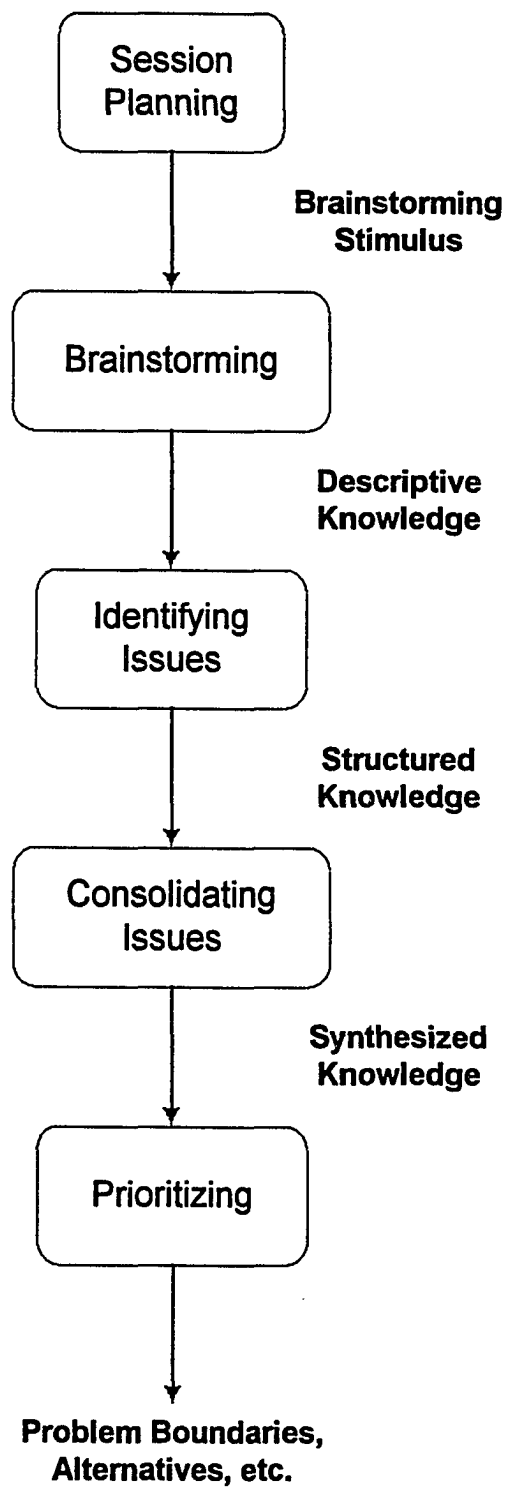 Session
Planning
Brainstorming
Stimulus
Brainstorming
Descriptive
Knowledge
Identifying
Issues
Structured
Knowledge
Consolidating
Issues
Synthesized
Knowledge
Prioritizing
Problem Boundaries,
Alternatives, etc.